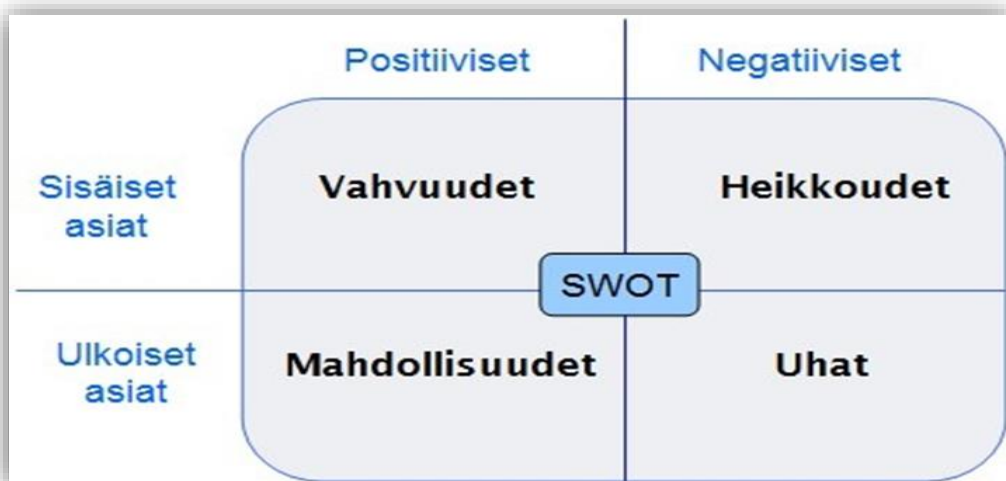 Positiiviset Negatiiviset
Sisäiset
asiat
Vahvuudet Heikkoudet
SWOT
Ulkoiset
asiat
Mahdollisuudet Uhat